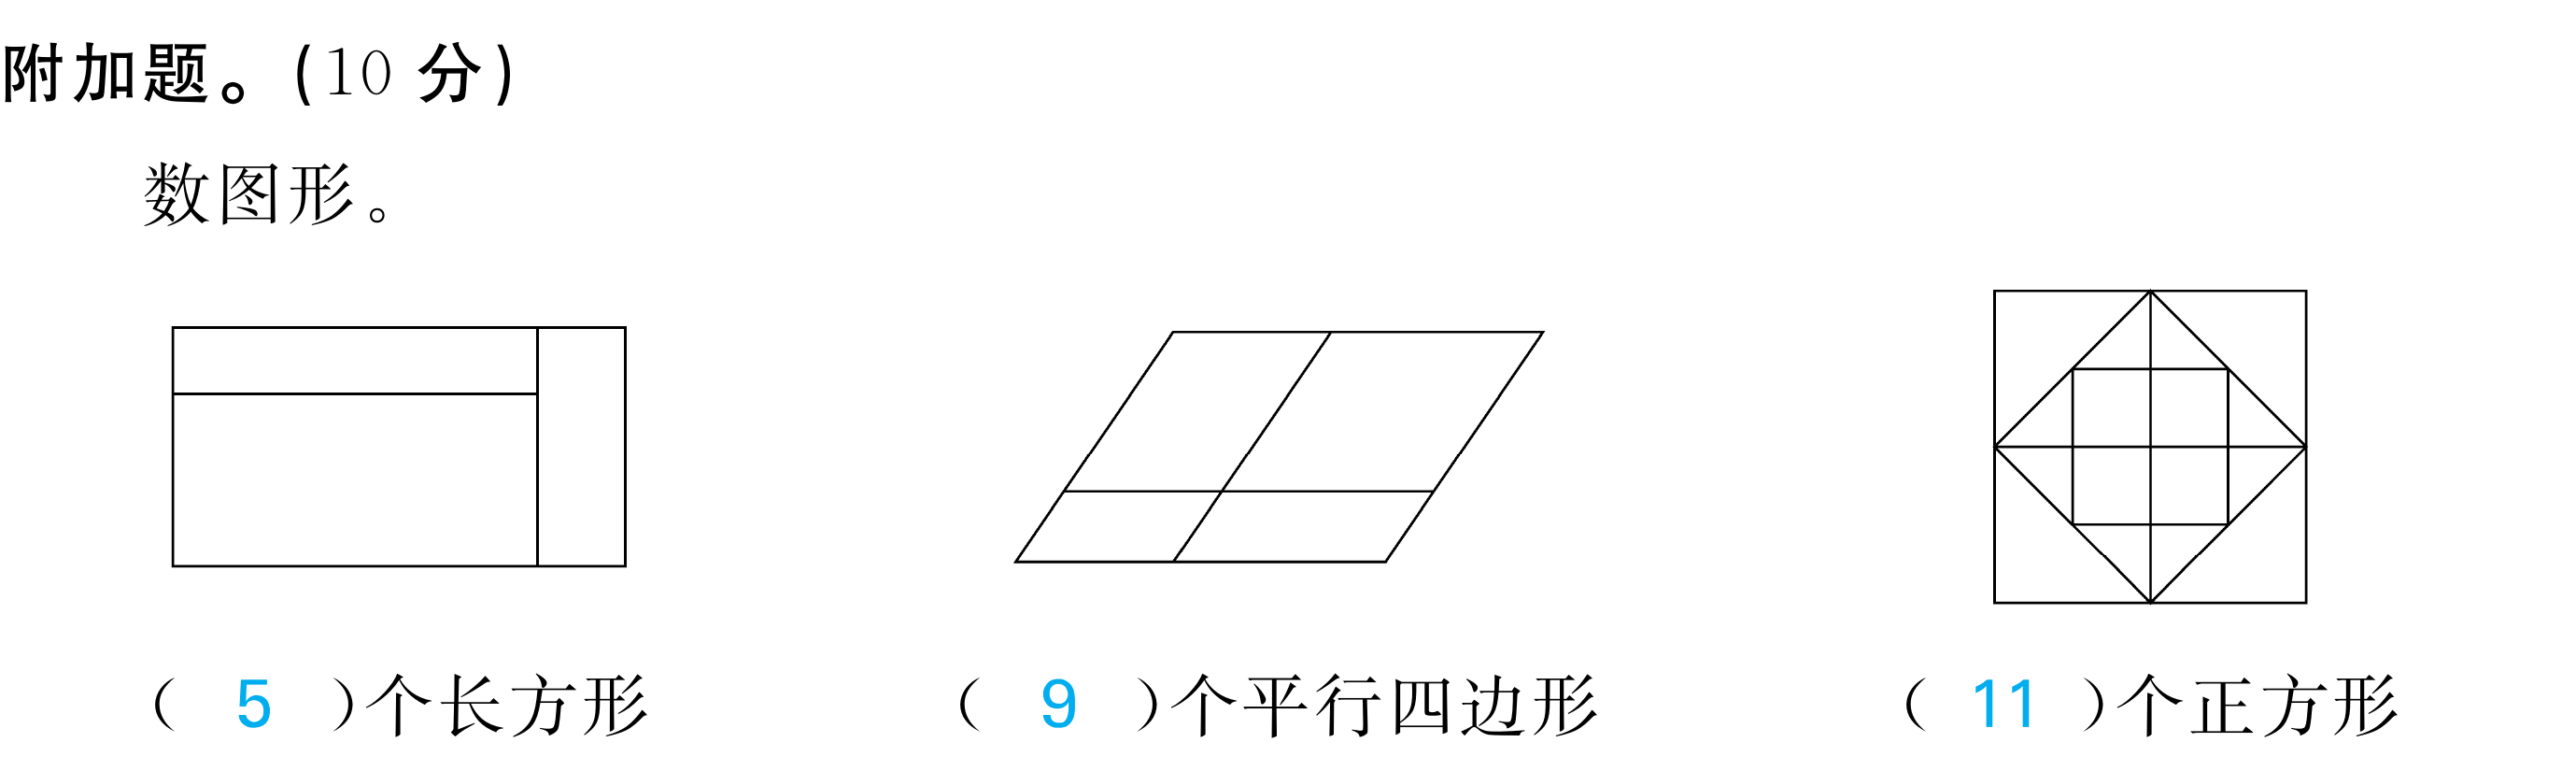 附加题。(10 分)
数图形。
( 5 )个长方形 ( 9 )个平行四边形 ( 11 )个正方形